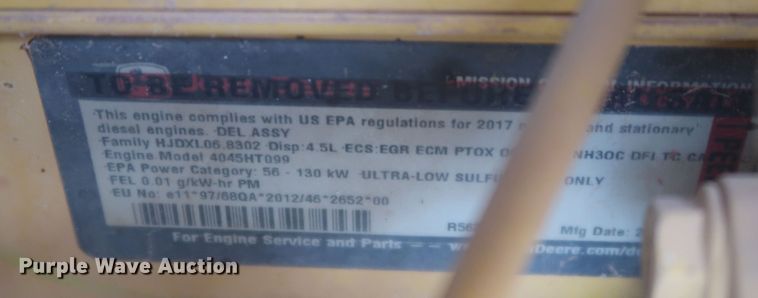 TO BE REMOVED
MISSION INFORMATION
This engine complies with US EPA regulations for 2017 and stationary
diesel engines. DEL.ASSY
Family HJDXL06.8302 Disp:4.5L ECS:EGR ECM PTOX NH3OC DFI TC
Engine Model 4045HT099
EPA Power Category: 56 - 130 kW ULTRA-LOW ONLY
FEL 0.01 g/kW-hr PM
EU No: e11*97/68QA*2012/46*2652*00
Mfg Date:
For Engine Service and Parts
Purple Wave Auction